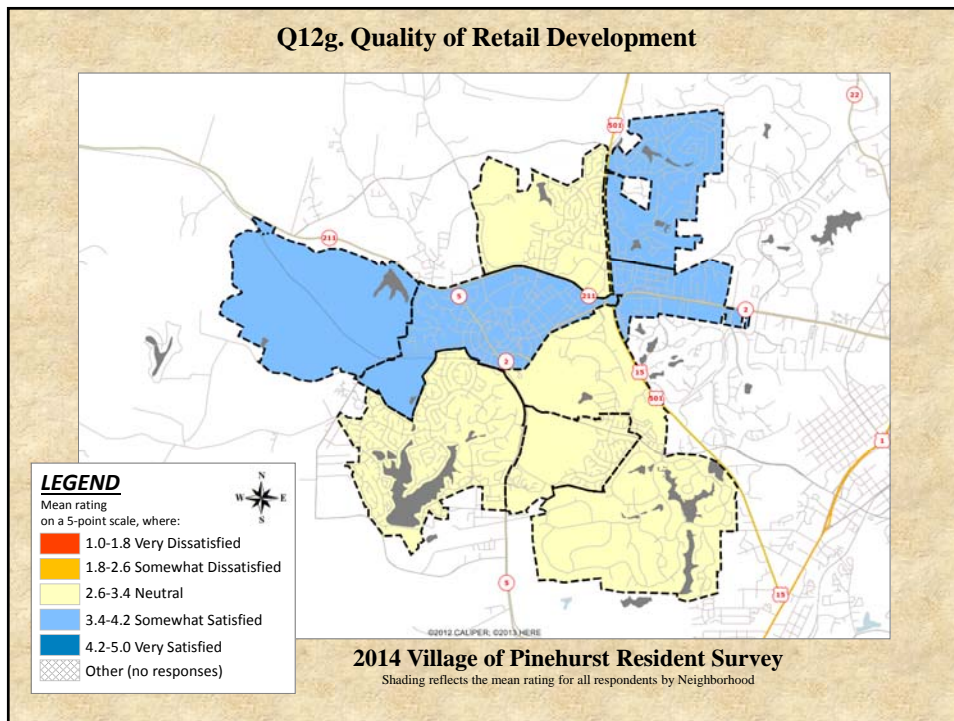 Q12g. Quality of Retail Development
22
501
211
5
211
2
2
15
501
1
5
15
LEGEND
Mean rating
on a 5-point scale, where:
N
W E
S
1.0-1.8 Very Dissatisfied
1.8-2.6 Somewhat Dissatisfied
2.6-3.4 Neutral
3.4-4.2 Somewhat Satisfied
4.2-5.0 Very Satisfied
Other (no responses)
©2012 CALIPER; ©2013 HERE
2014 Village of Pinehurst Resident Survey
Shading reflects the mean rating for all respondents by Neighborhood